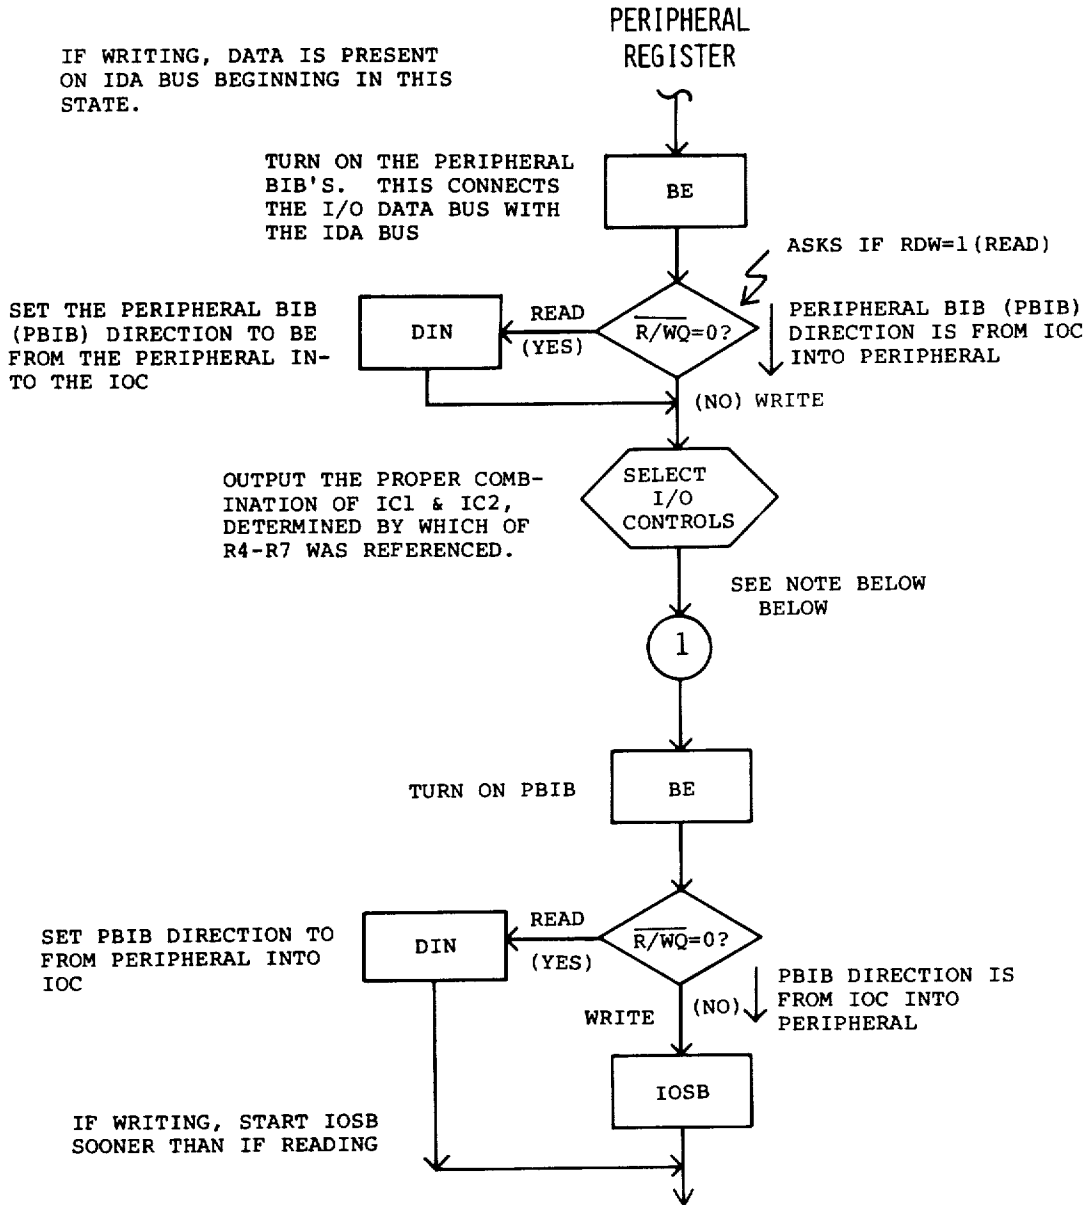 PERIPHERAL
REGISTER
IF WRITING, DATA IS PRESENT
ON IDA BUS BEGINNING IN THIS
STATE.
TURN ON THE PERIPHERAL
BIB'S. THIS CONNECTS
THE I/O DATA BUS WITH
THE IDA BUS
BE
ASKS IF RDW=1(READ)
SET THE PERIPHERAL BIB
(PBIB) DIRECTION TO BE
FROM THE PERIPHERAL IN-
TO THE IOC
DIN
READ
(YES)
R/WQ=0?
PERIPHERAL BIB (PBIB)
DIRECTION IS FROM IOC
INTO PERIPHERAL
(NO) WRITE
OUTPUT THE PROPER COMB-
INATION OF IC1 & IC2,
DETERMINED BY WHICH OF
R4-R7 WAS REFERENCED.
SELECT
I/O
CONTROLS
SEE NOTE BELOW
BELOW
1
TURN ON PBIB
BE
SET PBIB DIRECTION TO
FROM PERIPHERAL INTO
IOC
DIN
READ
(YES)
R/WQ=0?
PBIB DIRECTION IS
FROM IOC INTO
PERIPHERAL
WRITE
(NO)
IOSB
IF WRITING, START IOSB
SOONER THAN IF READING